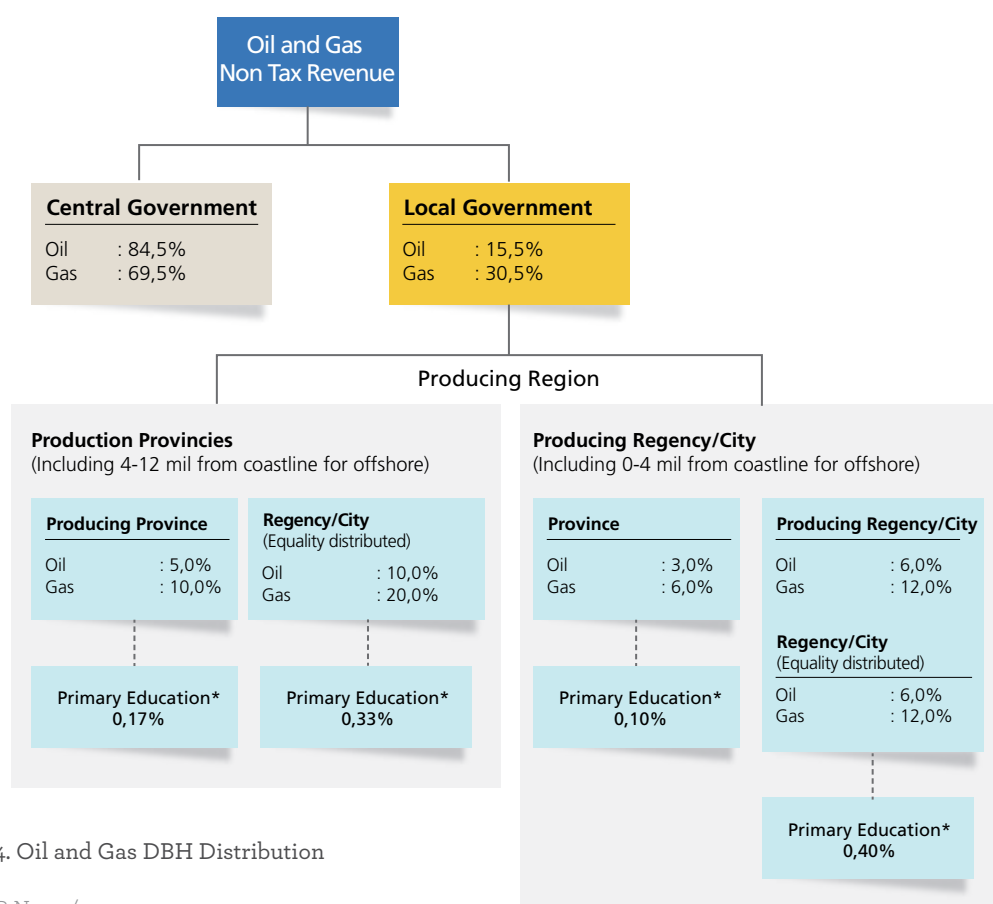 Oil and Gas
Non Tax Revenue
Central Government
Oil : 84,5%
Gas : 69,5%
Local Government
Oil : 15,5%
Gas : 30,5%
Producing Region
Production Provincies
(Including 4-12 mil from coastline for offshore)
Producing Province
Oil : 5,0%
Gas : 10,0%
Regency/City
(Equality distributed)
Oil : 10,0%
Gas : 20,0%
Primary Education*
0,17%
Primary Education*
0,33%
Producing Regency/City
(Including 0-4 mil from coastline for offshore)
Province
Oil : 3,0%
Gas : 6,0%
Producing Regency/City
Oil : 6,0%
Gas : 12,0%
Regency/City
(Equality distributed)
Oil : 6,0%
Gas : 12,0%
Primary Education*
0,10%
Primary Education*
0,40%
4. Oil and Gas DBH Distribution